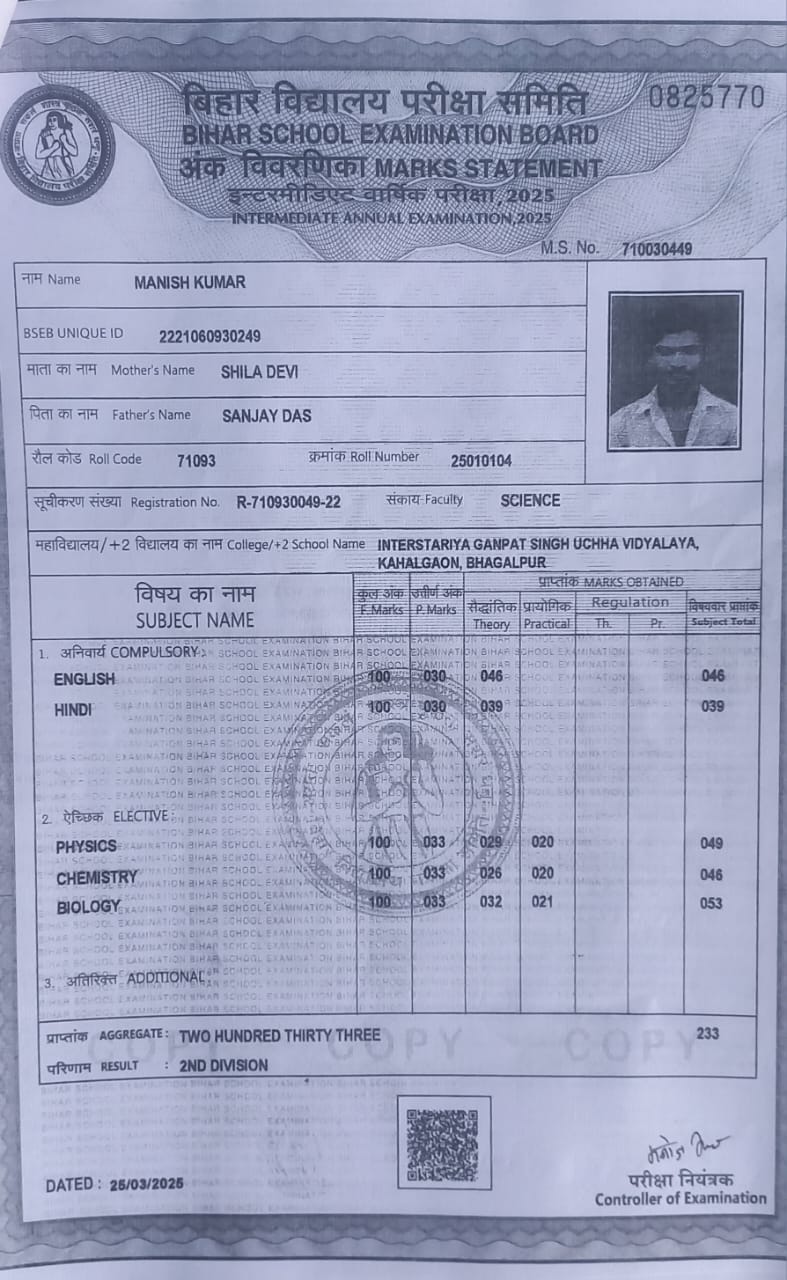 बिहार विद्यालय परीक्षा समिति 0825770
BIHAR SCHOOL EXAMINATION BOARD
अंक विवरणिका MARKS STATEMENT
इन्टरमीडिएट वार्षिक परीक्षा,2025
INTERMEDIATE ANNUAL EXAMINATION,2025
M.S. No. 710030449
नाम Name MANISH KUMAR
BSEB UNIQUE ID 2221060930249
माता का नाम Mother's Name SHILA DEVI
पिता का नाम Father's Name SANJAY DAS
रौल कोड Roll Code 71093 क्रमांक Roll Number 25010104
सूचीकरण संख्या Registration No. R-710930049-22 संकाय Faculty SCIENCE
महाविद्यालय/+2 विद्यालय का नाम College/+2 School Name INTERSTARIYA GANPAT SINGH UCHHA VIDYALAYA,
KAHALGAON, BHAGALPUR
विषय का नाम कुल अंक उत्तीर्ण अंक प्राप्तांक MARKS OBTAINED
SUBJECT NAME F.Marks P.Marks सैद्धांतिक प्रायोगिक Regulation विषयवार प्राप्तांक
Theory Practical Th. Pr. Subject Total
1. अनिवार्य COMPULSORY:
ENGLISH 100 030 046 046
HINDI 100 030 039 039
2. ऐच्छिक ELECTIVE:
PHYSICS 100 033 029 020 049
CHEMISTRY 100 033 026 020 046
BIOLOGY 100 033 032 021 053
3. अतिरिक्त ADDITIONAL:
प्राप्तांक AGGREGATE: TWO HUNDRED THIRTY THREE 233
परिणाम RESULT : 2ND DIVISION
COPY COPY COPY
DATED : 25/03/2025
परीक्षा नियंत्रक
Controller of Examination